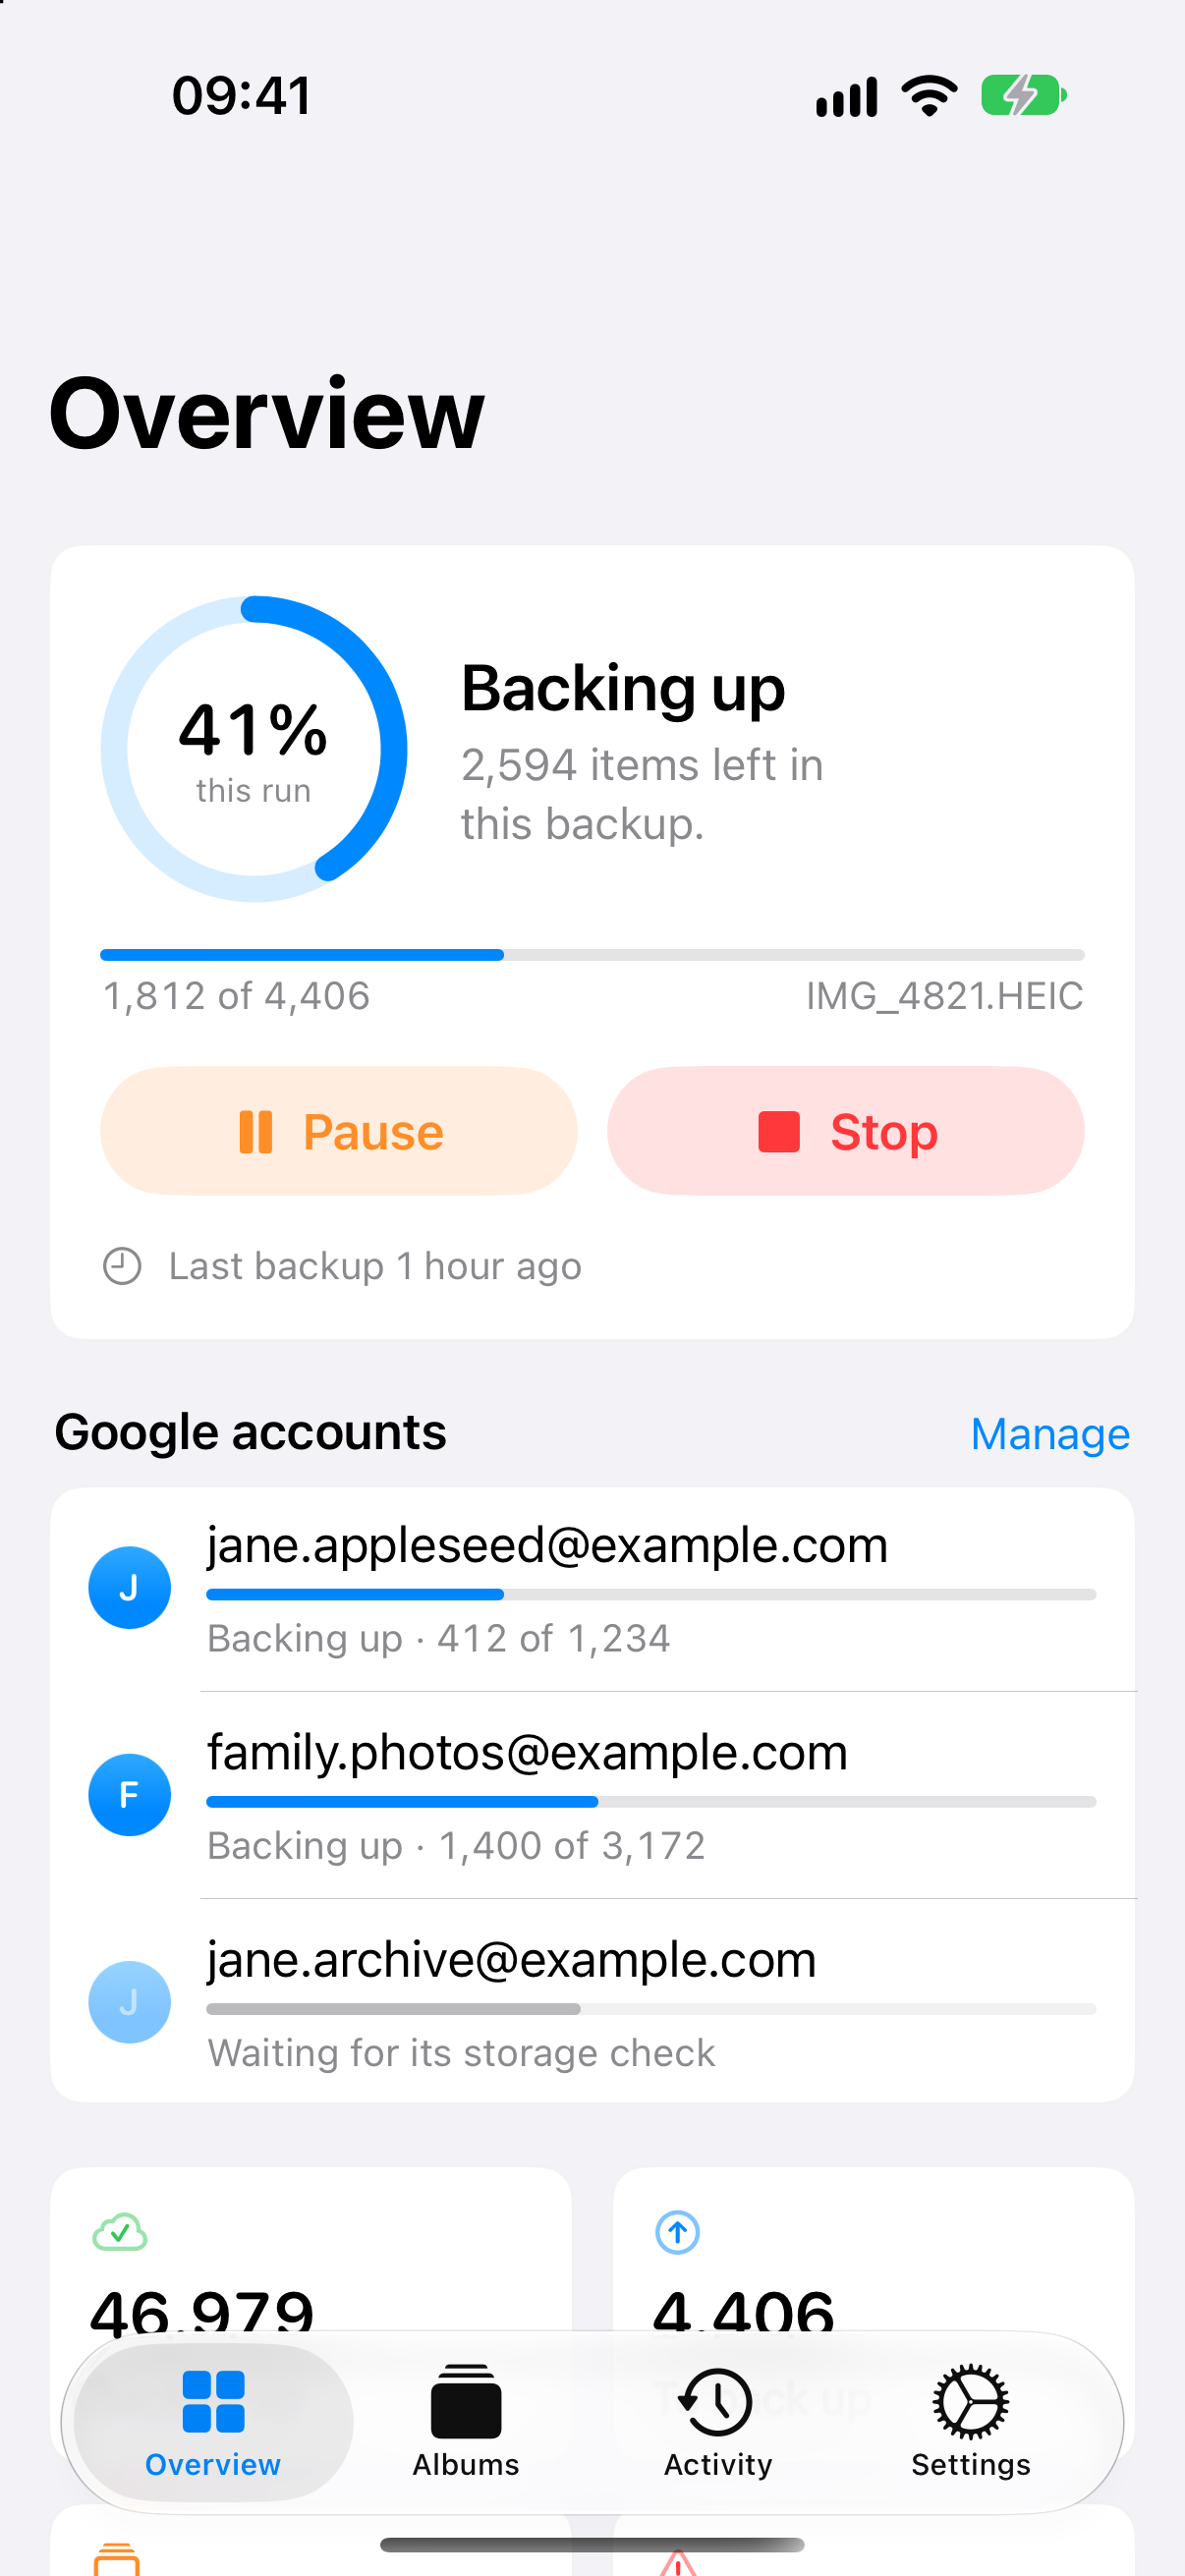 09:41
Overview
41%
this run
Backing up
2,594 items left in
this backup.
1,812 of 4,406
IMG_4821.HEIC
Pause
Stop
Last backup 1 hour ago
Google accounts
Manage
J
jane.appleseed@example.com
Backing up · 412 of 1,234
F
family.photos@example.com
Backing up · 1,400 of 3,172
J
jane.archive@example.com
Waiting for its storage check
46,979
4,406
To back up
Overview
Albums
Activity
Settings